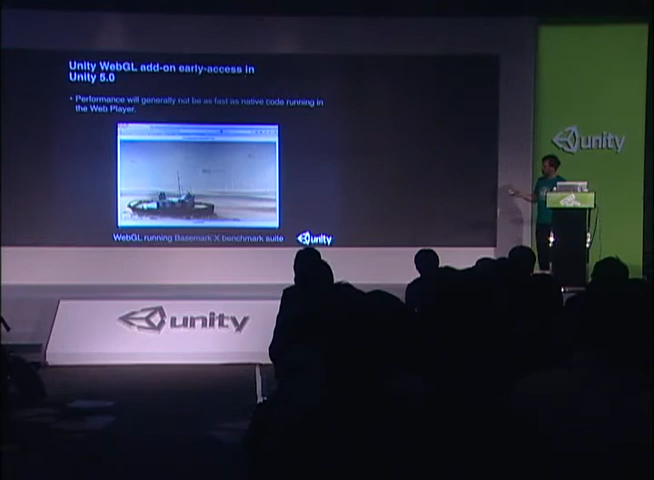 Unity WebGL add-on early-access in
Unity 5.0
• Performance will generally not be as fast as native code running in
the Web Player.
WebGL running Basemark X benchmark suite
unity
unity
unity